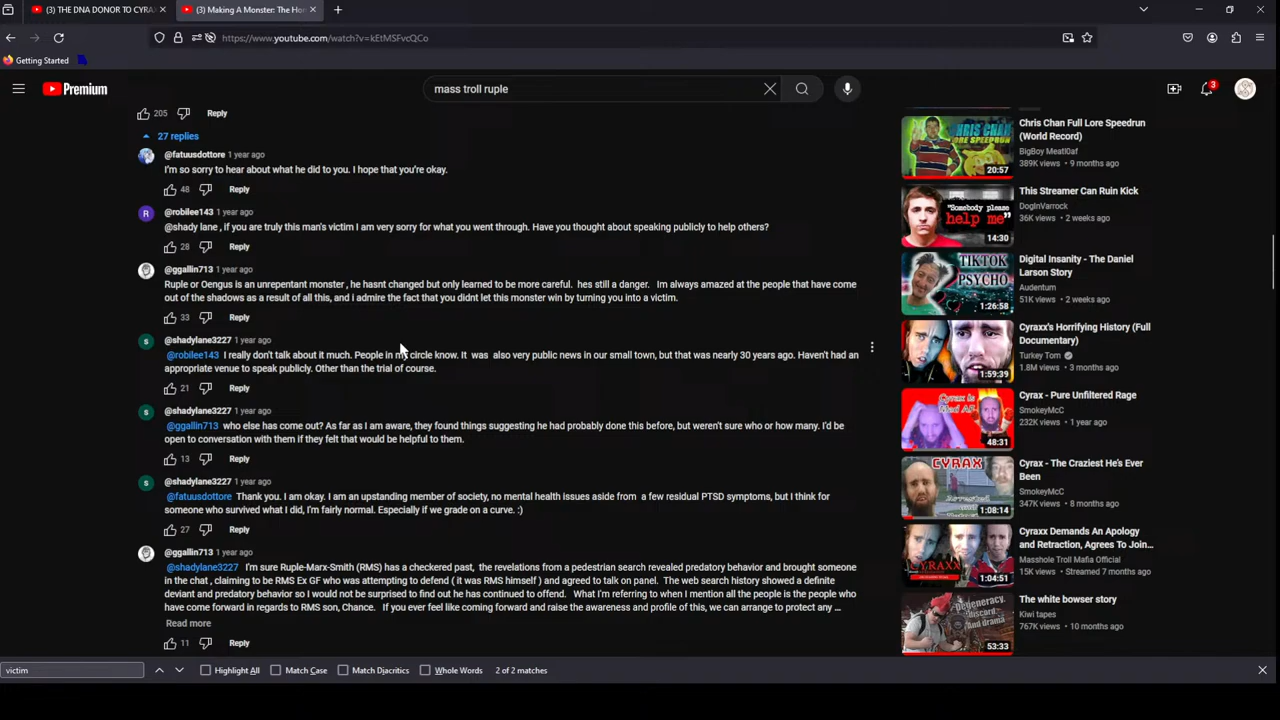 (3) THE DNA DONOR TO CYRAX
(3) Making A Monster: The Hor
https://www.youtube.com/watch?v=kEtMSFvcQCo
Getting Started
Premium
mass troll ruple
3
205
Reply
27 replies
@fatuusdottore 1 year ago
I'm so sorry to hear about what he did to you. I hope that you're okay.
48
Reply
R
@robilee143 1 year ago
@shady lane , if you are truly this man's victim I am very sorry for what you went through. Have you thought about speaking publicly to help others?
28
Reply
@ggallin713 1 year ago
Ruple or Oengus is an unrepentant monster , he hasnt changed but only learned to be more careful. hes still a danger. Im always amazed at the people that have come
out of the shadows as a result of all this, and i admire the fact that you didnt let this monster win by turning you into a victim.
33
Reply
s
@shadylane3227 1 year ago
@robilee143 I really don't talk about it much. People in my circle know. It was also very public news in our small town, but that was nearly 30 years ago. Haven't had an
appropriate venue to speak publicly. Other than the trial of course.
21
Reply
s
@shadylane3227 1 year ago
@ggallin713 who else has come out? As far as I am aware, they found things suggesting he had probably done this before, but weren't sure who or how many. I'd be
open to conversation with them if they felt that would be helpful to them.
13
Reply
s
@shadylane3227 1 year ago
@fatuusdottore Thank you. I am okay. I am an upstanding member of society, no mental health issues aside from a few residual PTSD symptoms, but I think for
someone who survived what I did, I'm fairly normal. Especially if we grade on a curve. :)
27
Reply
@ggallin713 1 year ago
@shadylane3227 I'm sure Ruple-Marx-Smith (RMS) has a checkered past, the revelations from a pedestrian search revealed predatory behavior and brought someone
in the chat , claiming to be RMS Ex GF who was attempting to defend ( it was RMS himself ) and agreed to talk on panel. The web search history showed a definite
deviant and predatory behavior so I would not be surprised to find out he has continued to offend. What I'm referring to when I mention all the people is the people who
have come forward in regards to RMS son, Chance. If you ever feel like coming forward and raise the awareness and profile of this, we can arrange to protect any ...
Read more
11
Reply
20:57
Chris Chan Full Lore Speedrun
(World Record)
BigBoy Meatl0af
389K views • 9 months ago
"Somebody please
help me"
14:30
This Streamer Can Ruin Kick
DogInVarrock
36K views • 2 weeks ago
TIKTOK
PSYCHO
1:26:58
Digital Insanity - The Daniel
Larson Story
Audentum
51K views • 2 weeks ago
1:59:39
Cyraxx's Horrifying History (Full
Documentary)
Turkey Tom
1.8M views • 3 months ago
Cyrax Is
Mad AF
48:31
Cyrax - Pure Unfiltered Rage
SmokeyMcC
232K views • 1 year ago
CYRAX
1:08:14
Cyrax - The Craziest He's Ever
Been
SmokeyMcC
347K views • 8 months ago
CYRAXX
1:04:51
Cyraxx Demands An Apology
and Retraction, Agrees To Join...
Masshole Troll Mafia Official
15K views • Streamed 7 months ago
Degeneracy,
discord,
And drama
53:33
The white bowser story
Kiwi tapes
767K views • 10 months ago
victim
Highlight All
Match Case
Match Diacritics
Whole Words
2 of 2 matches